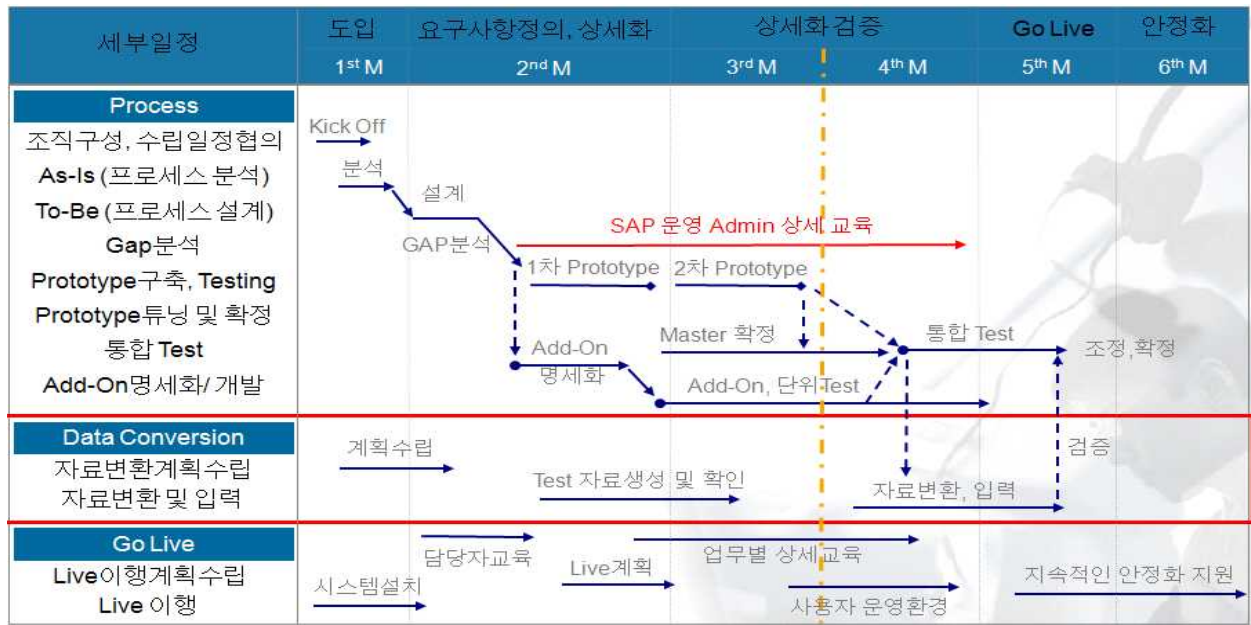 세부일정
도입
요구사항정의, 상세화
상세화 검증
Go Live
안정화
1st M
2nd M
3rd M
4th M
5th M
6th M
Process
조직구성, 수립일정협의
As-Is (프로세스 분석)
To-Be (프로세스 설계)
Gap분석
Prototype구축, Testing
Prototype튜닝 및 확정
통합 Test
Add-On명세화/ 개발
Kick Off
분석
설계
GAP분석
SAP 운영 Admin 상세 교육
1차 Prototype
2차 Prototype
Master 확정
통합 Test
조정,확정
Add-On
명세화
Add-On, 단위Test
Data Conversion
자료변환계획수립
자료변환 및 입력
계획수립
Test 자료생성 및 확인
자료변환, 입력
검증
Go Live
Live이행계획수립
Live 이행
담당자교육
업무별 상세교육
시스템설치
Live계획
사용자 운영환경
지속적인 안정화 지원